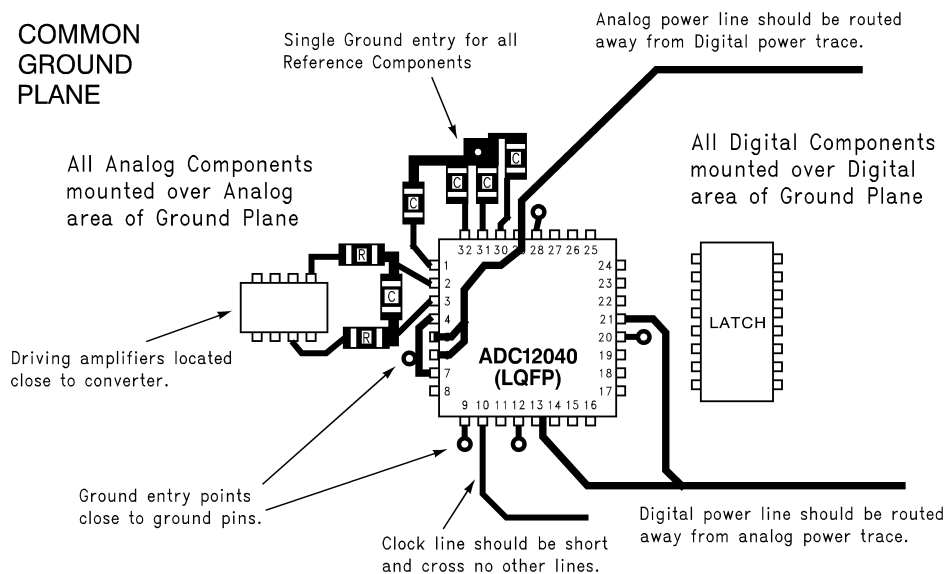 COMMON
GROUND
PLANE
Single Ground entry for all
Reference Components
Analog power line should be routed
away from Digital power trace.
All Analog Components
mounted over Analog
area of Ground Plane
All Digital Components
mounted over Digital
area of Ground Plane
C
C
C
C
32 31 30 28 27 26 25
R
C
R
1
2
3
4
7
8
24
23
22
21
20
19
18
17
LATCH
ADC12040
(LQFP)
9 10 11 12 13 14 15 16
Driving amplifiers located
close to converter.
Ground entry points
close to ground pins.
Clock line should be short
and cross no other lines.
Digital power line should be routed
away from analog power trace.